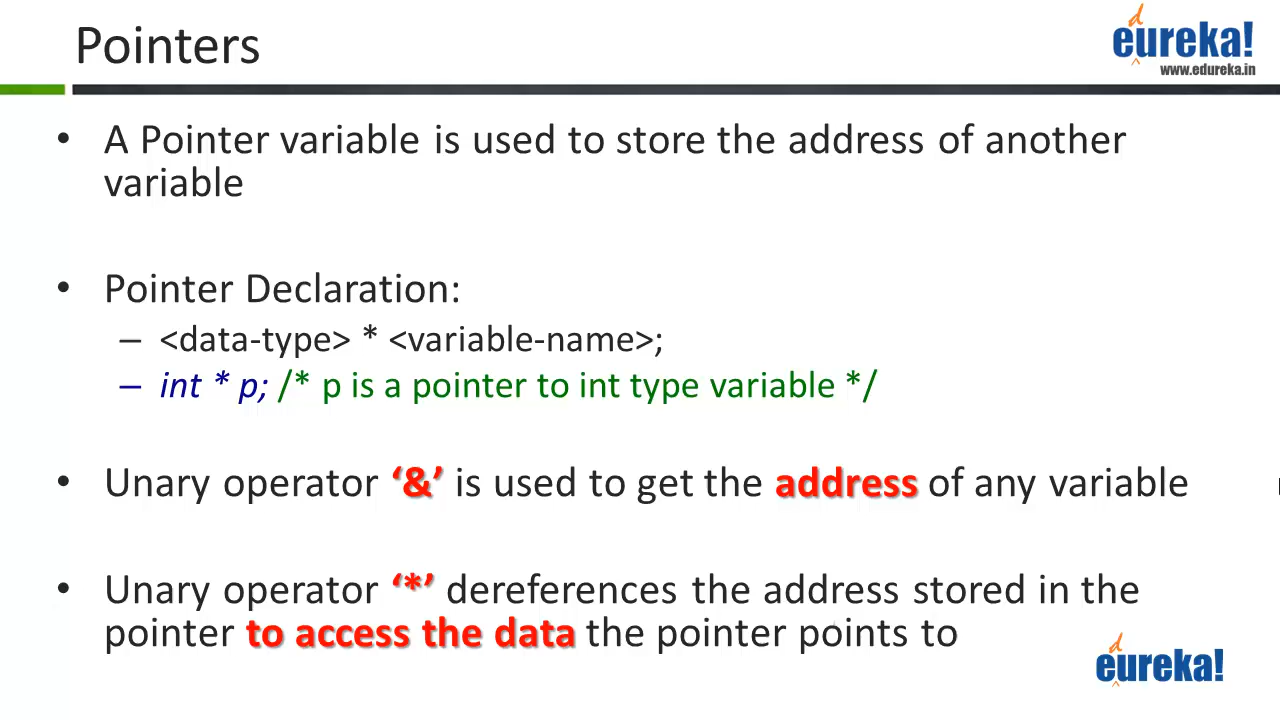 Pointers
edureka!
www.edureka.in
• A Pointer variable is used to store the address of another
variable
• Pointer Declaration:
– <data-type> * <variable-name>;
– int * p; /* p is a pointer to int type variable */
• Unary operator ‘&’ is used to get the address of any variable
• Unary operator ‘*’ dereferences the address stored in the
pointer to access the data the pointer points to
edureka!